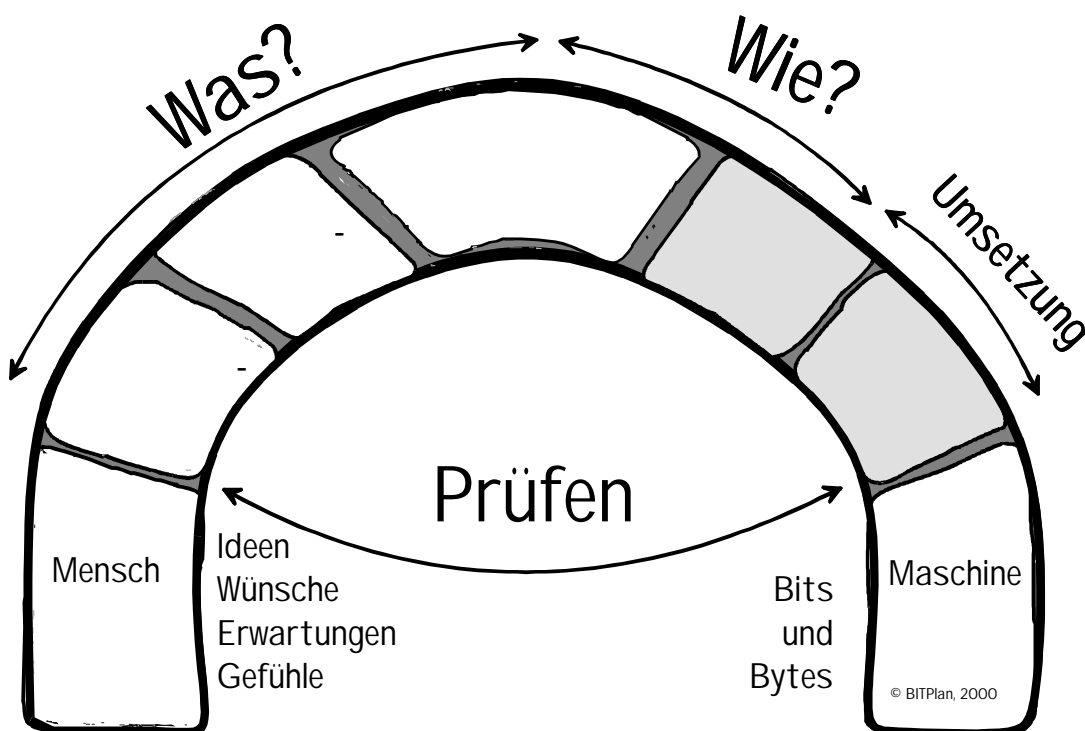 Was?
Wie?
Umsetzung
Prüfen
Mensch
Ideen
Wünsche
Erwartungen
Gefühle
Bits
und
Bytes
Maschine
© BITPlan, 2000